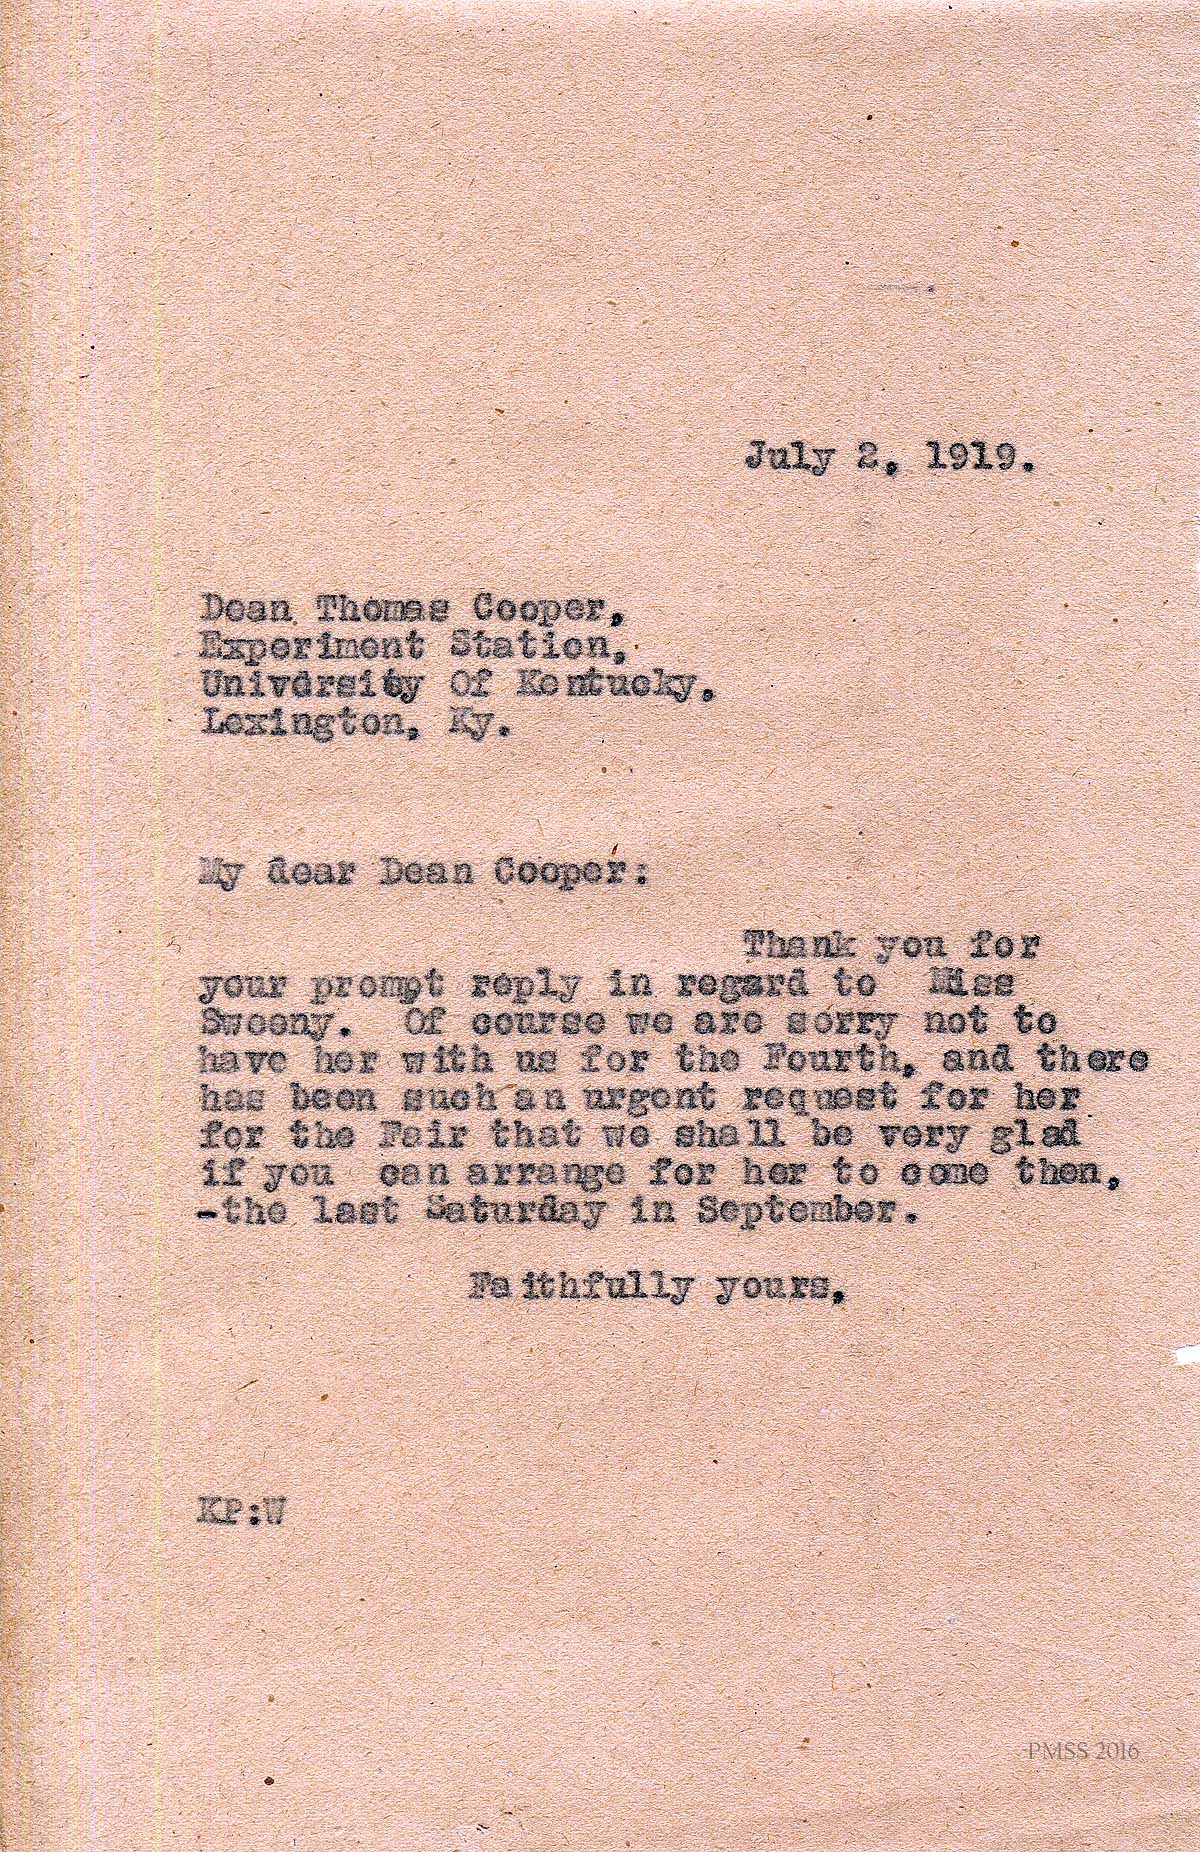 July 2, 1919.
Dean Thomas Cooper,
Experiment Station,
University Of Kentucky,
Lexington, Ky.
My dear Dean Cooper:
Thank you for
your prompt reply in regard to Miss
Sweeny. Of course we are sorry not to
have her with us for the Fourth, and there
has been such an urgent request for her
for the Fair that we shall be very glad
if you can arrange for her to come then,
-the last Saturday in September.
Faithfully yours,
KP:W
PMSS 2016